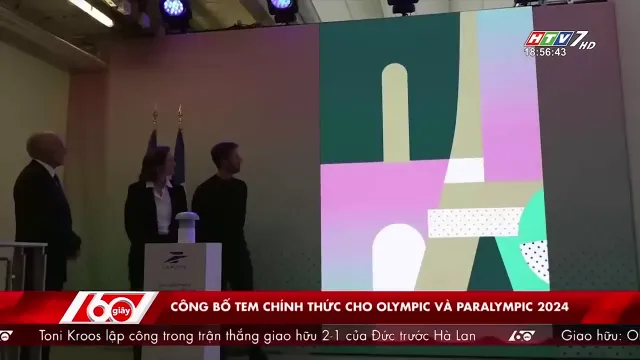 HTV7 HD
18:56:43
60 giây
CÔNG BỐ TEM CHÍNH THỨC CHO OLYMPIC VÀ PARALYMPIC 2024
Toni Kroos lập công trong trận thắng giao hữu 2-1 của Đức trước Hà Lan
60
Giao hữu: O